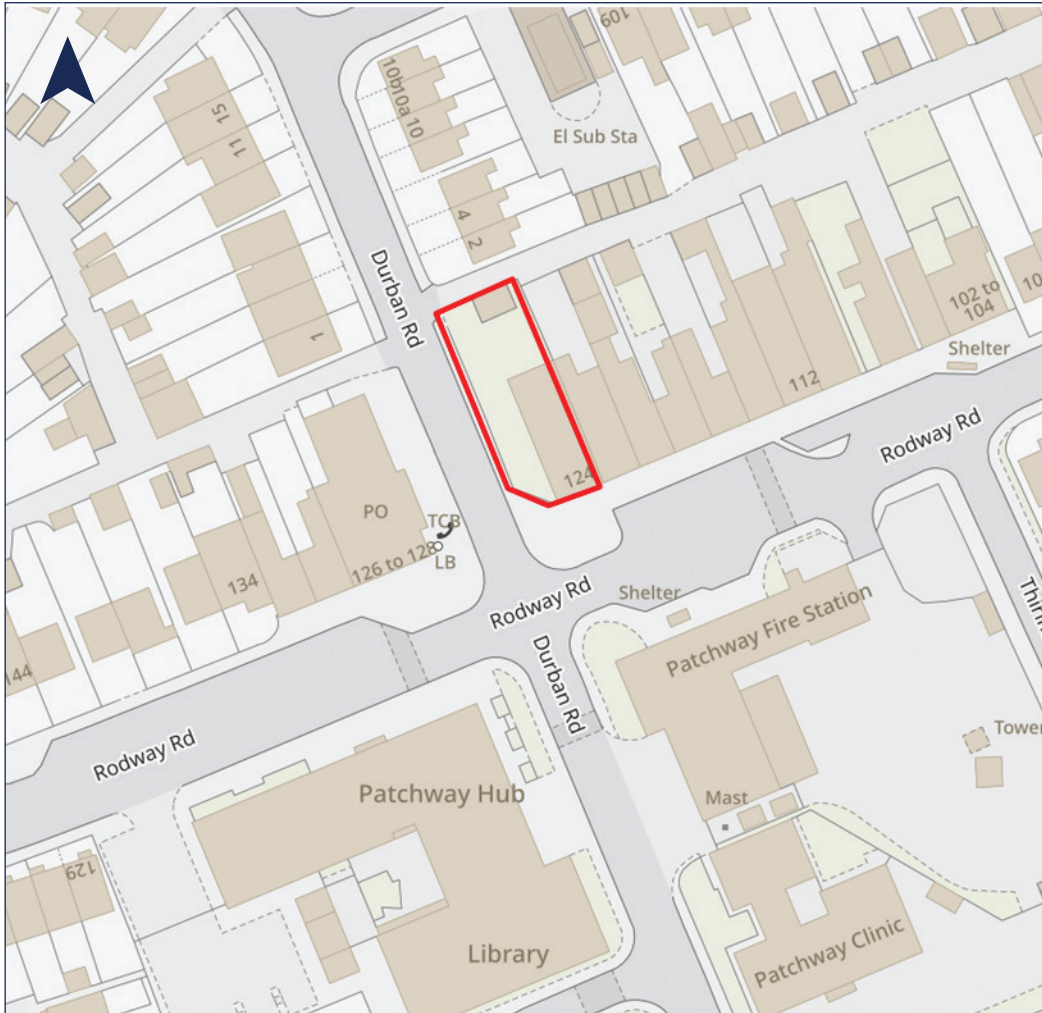 109
10b
10a
10
15
11
El Sub Sta
4
2
Durban Rd
102 to
104
1
Shelter
112
Rodway Rd
124
PO
TCB
LB
126 to 128
134
Rodway Rd
Shelter
Patchway Fire Station
144
Durban Rd
Tower
Rodway Rd
Patchway Hub
Mast
129
Library
Patchway Clinic